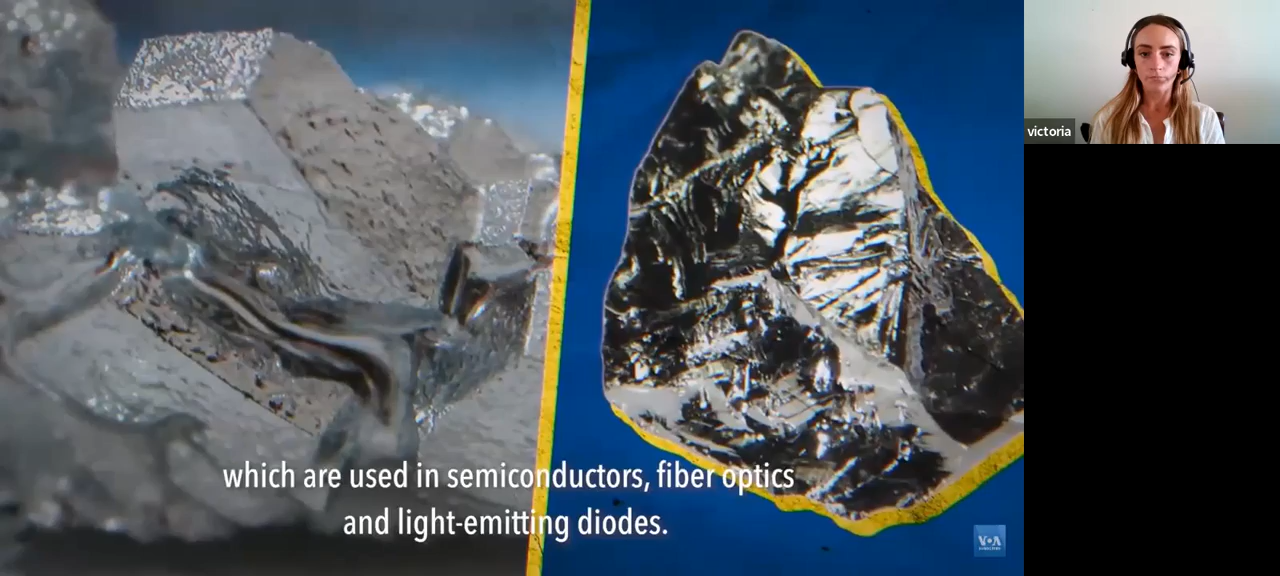 victoria
which are used in semiconductors, fiber optics
and light-emitting diodes.
VOA